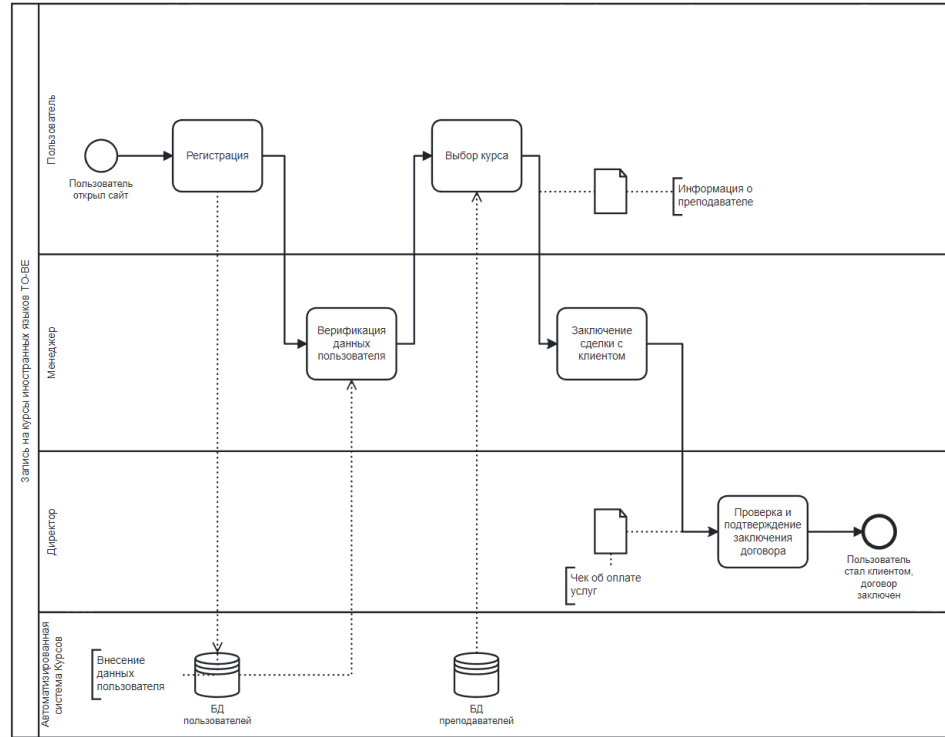 Запись на курсы иностранных языков TO-BE
Пользователь
Пользователь
открыл сайт
Регистрация
Выбор курса
Информация о
преподавателе
Менеджер
Верификация
данных
пользователя
Заключение
сделки с
клиентом
Директор
Чек об оплате
услуг
Проверка и
подтверждение
заключения
договора
Пользователь
стал клиентом,
договор
заключен
Автоматизированная
система Курсов
Внесение
данных
пользователя
БД
пользователей
БД
преподавателей